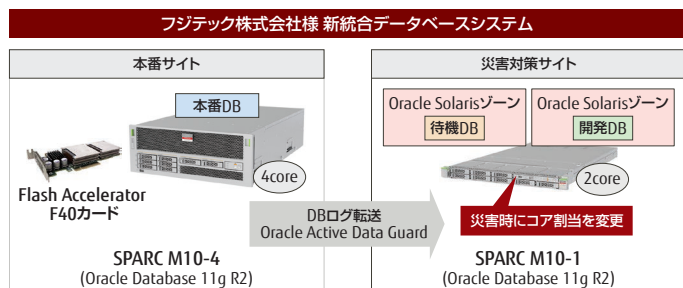 フジテック株式会社様 新統合データベースシステム
本番サイト
本番DB
4core
Flash Accelerator
F40カード
SPARC M10-4
(Oracle Database 11g R2)
DBログ転送
Oracle Active Data Guard
災害対策サイト
Oracle Solarisゾーン
待機DB
Oracle Solarisゾーン
開発DB
2core
災害時にコア割当を変更
SPARC M10-1
(Oracle Database 11g R2)